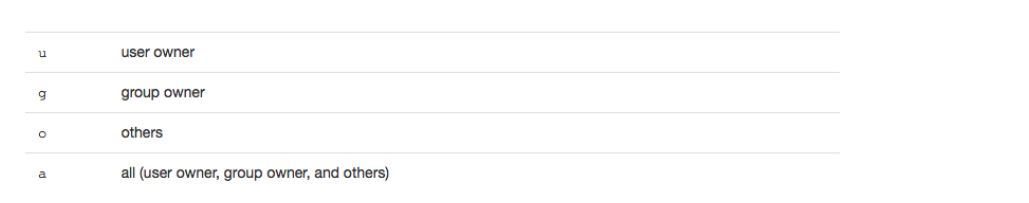 u user owner
g group owner
o others
a all (user owner, group owner, and others)